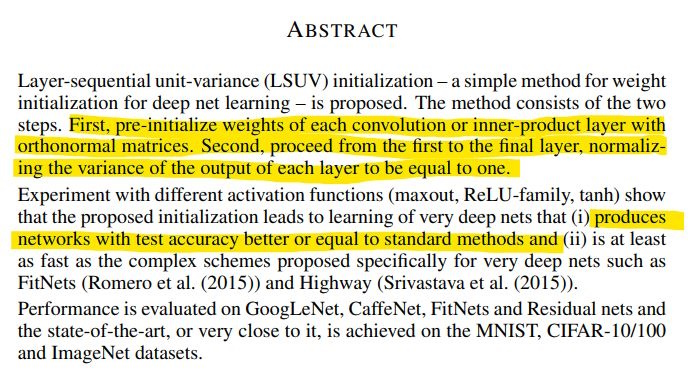 ABSTRACT
Layer-sequential unit-variance (LSUV) initialization – a simple method for weight
initialization for deep net learning – is proposed. The method consists of the two
steps. First, pre-initialize weights of each convolution or inner-product layer with
orthonormal matrices. Second, proceed from the first to the final layer, normaliz-
ing the variance of the output of each layer to be equal to one.
Experiment with different activation functions (maxout, ReLU-family, tanh) show
that the proposed initialization leads to learning of very deep nets that (i) produces
networks with test accuracy better or equal to standard methods and (ii) is at least
as fast as the complex schemes proposed specifically for very deep nets such as
FitNets (Romero et al. (2015)) and Highway (Srivastava et al. (2015)).
Performance is evaluated on GoogLeNet, CaffeNet, FitNets and Residual nets and
the state-of-the-art, or very close to it, is achieved on the MNIST, CIFAR-10/100
and ImageNet datasets.